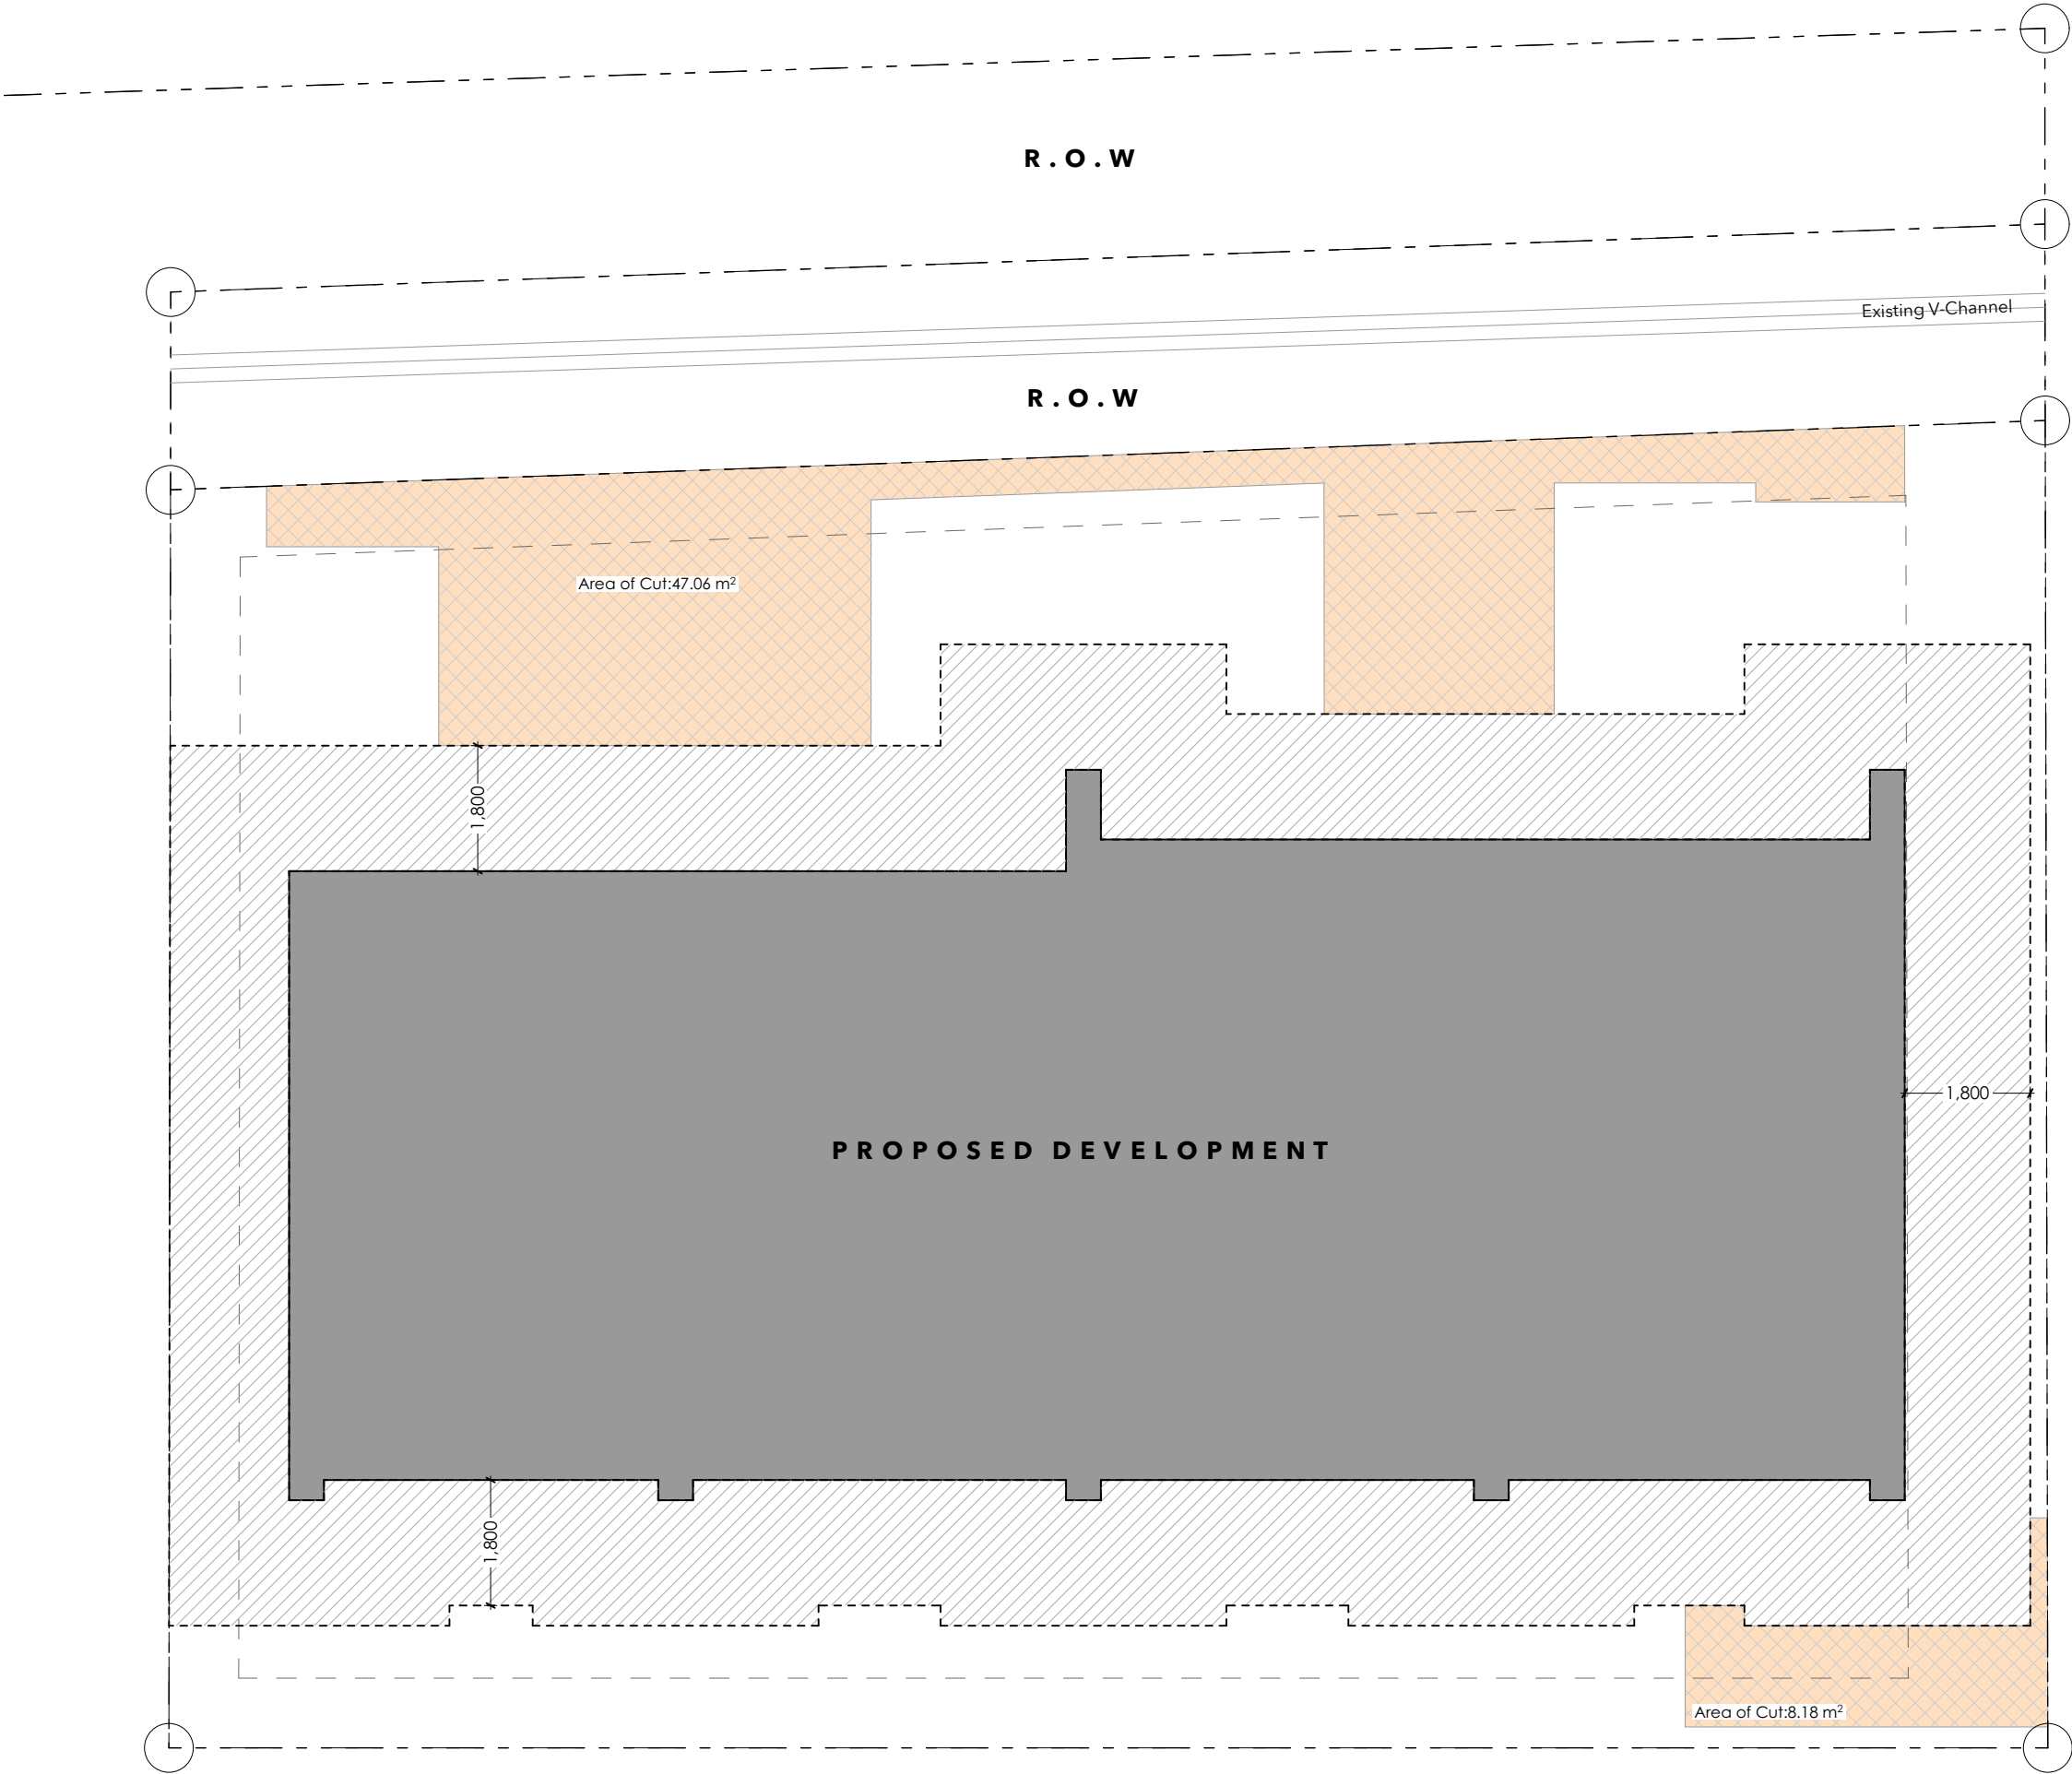 R.O.W
Existing V-Channel
R.O.W
Area of Cut:47.06 m²
1,800
1,800
PROPOSED DEVELOPMENT
1,800
Area of Cut:8.18 m²